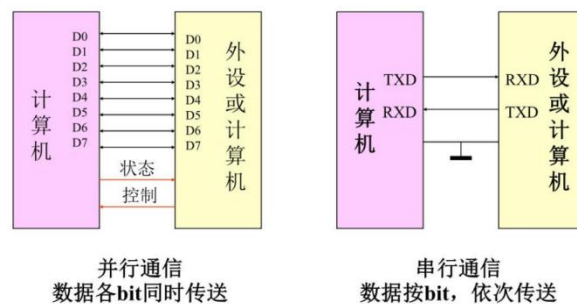 计算机
D0
D1
D2
D3
D4
D5
D6
D7
D0
D1
D2
D3
D4
D5
D6
D7
外设或计算机
状态
控制
并行通信
数据各bit同时传送
计算机
TXD
RXD
RXD
TXD
外设或计算机
串行通信
数据按bit，依次传送